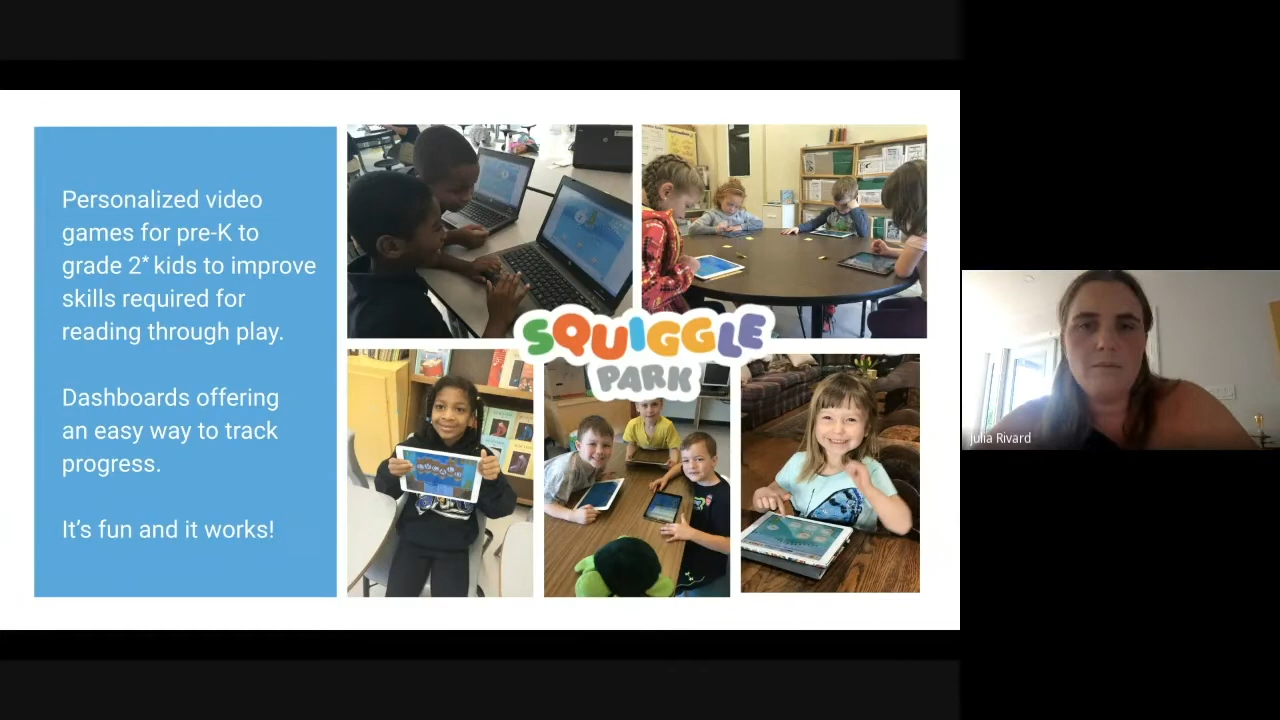 Personalized video
games for pre-K to
grade 2* kids to improve
skills required for
reading through play.
Dashboards offering
an easy way to track
progress.
It's fun and it works!
SQUIGGLE
PARK
Julia Rivard